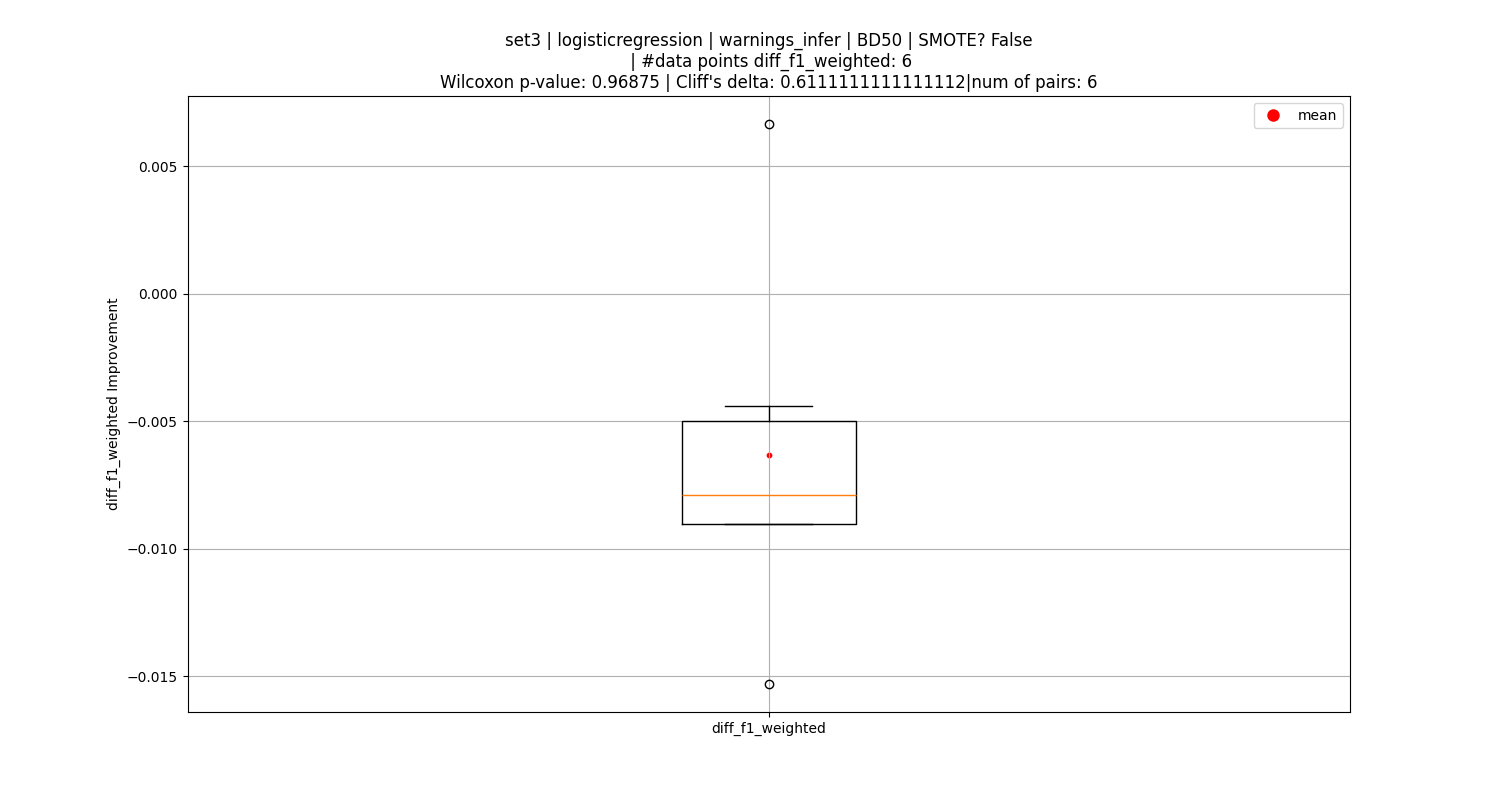 set3 | logisticregression | warnings_infer | BD50 | SMOTE? False
| #data points diff_f1_weighted: 6
Wilcoxon p-value: 0.96875 | Cliff's delta: 0.6111111111111112|num of pairs: 6
mean
0.005
0.000
−0.005
−0.010
−0.015
diff_f1_weighted Improvement
diff_f1_weighted